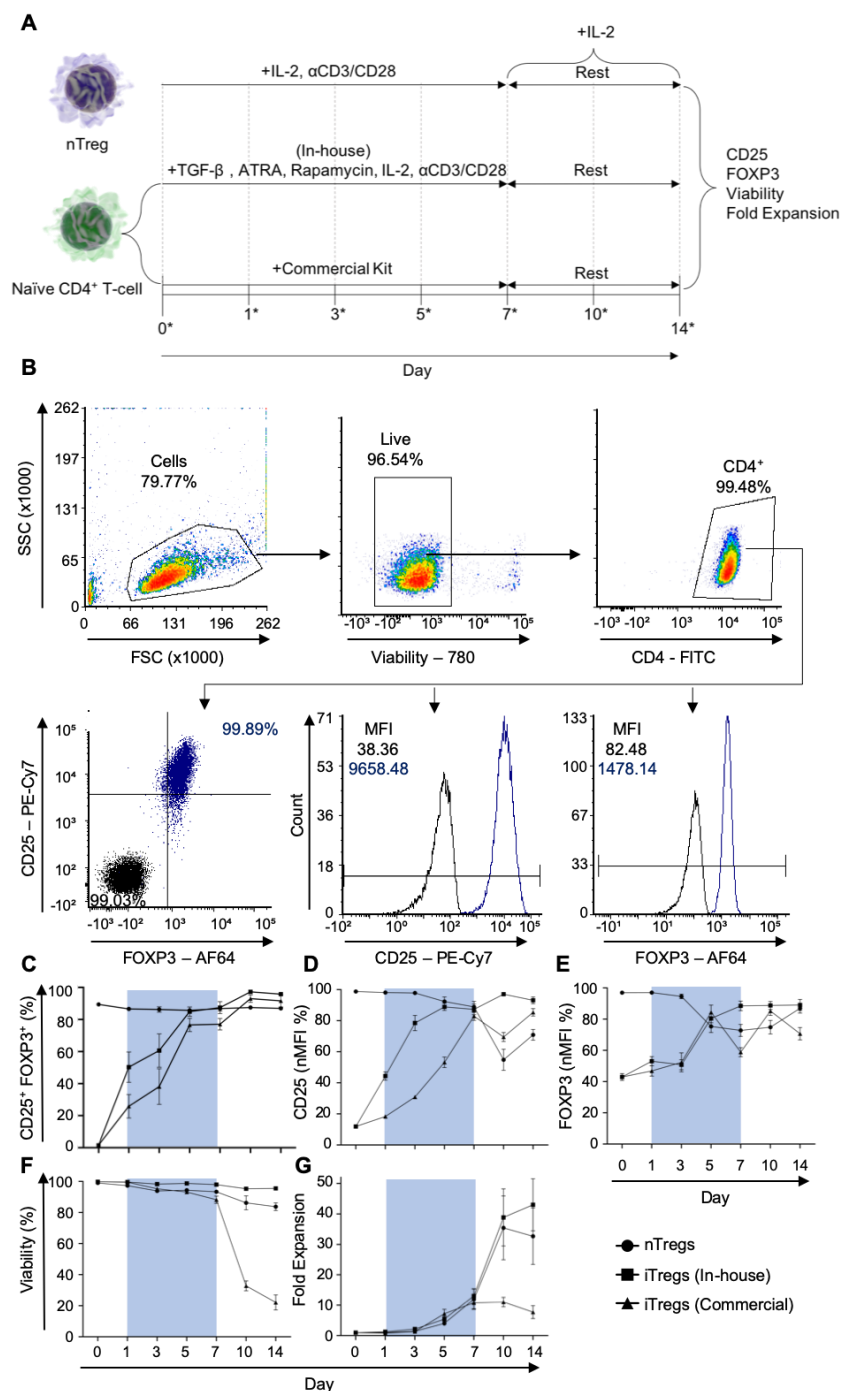 A
+IL-2
+IL-2, αCD3/CD28
Rest
nTreg
(In-house)
+TGF-β , ATRA, Rapamycin, IL-2, αCD3/CD28
Rest
CD25
FOXP3
Viability
Fold Expansion
+Commercial Kit
Rest
Naïve CD4⁺ T-cell
0* 1* 3* 5* 7* 10* 14*
Day
B
SSC (x1000)
262
197
131
65
0
Cells
79.77%
0 66 131 196 262
FSC (x1000)
Live
96.54%
-10³ -10² 10³ 10⁴ 10⁵
Viability – 780
CD4⁺
99.48%
-10³ -10² 10³ 10⁴ 10⁵
CD4 - FITC
CD25 – PE-Cy7
10⁵
10⁴
10³
10²
-10²
99.89%
99.03%
-10³ -10² 10³ 10⁴ 10⁵
FOXP3 – AF64
Count
71
53
36
18
0
MFI
38.36
9658.48
-10² 10⁰ 10² 10⁴ 10⁵
CD25 – PE-Cy7
133
100
67
33
0
MFI
82.48
1478.14
-10¹ 10¹ 10² 10³ 10⁵
FOXP3 – AF64
C
CD25⁺ FOXP3⁺ (%)
100
80
60
40
20
0
D
CD25 (nMFI %)
100
80
60
40
20
0
E
FOXP3 (nMFI %)
100
80
60
40
20
0
0 1 3 5 7 10 14
Day
F
Viability (%)
100
80
60
40
20
0
0 1 3 5 7 10 14
G
Fold Expansion
50
40
30
20
10
0
0 1 3 5 7 10 14
Day
nTregs
iTregs (In-house)
iTregs (Commercial)